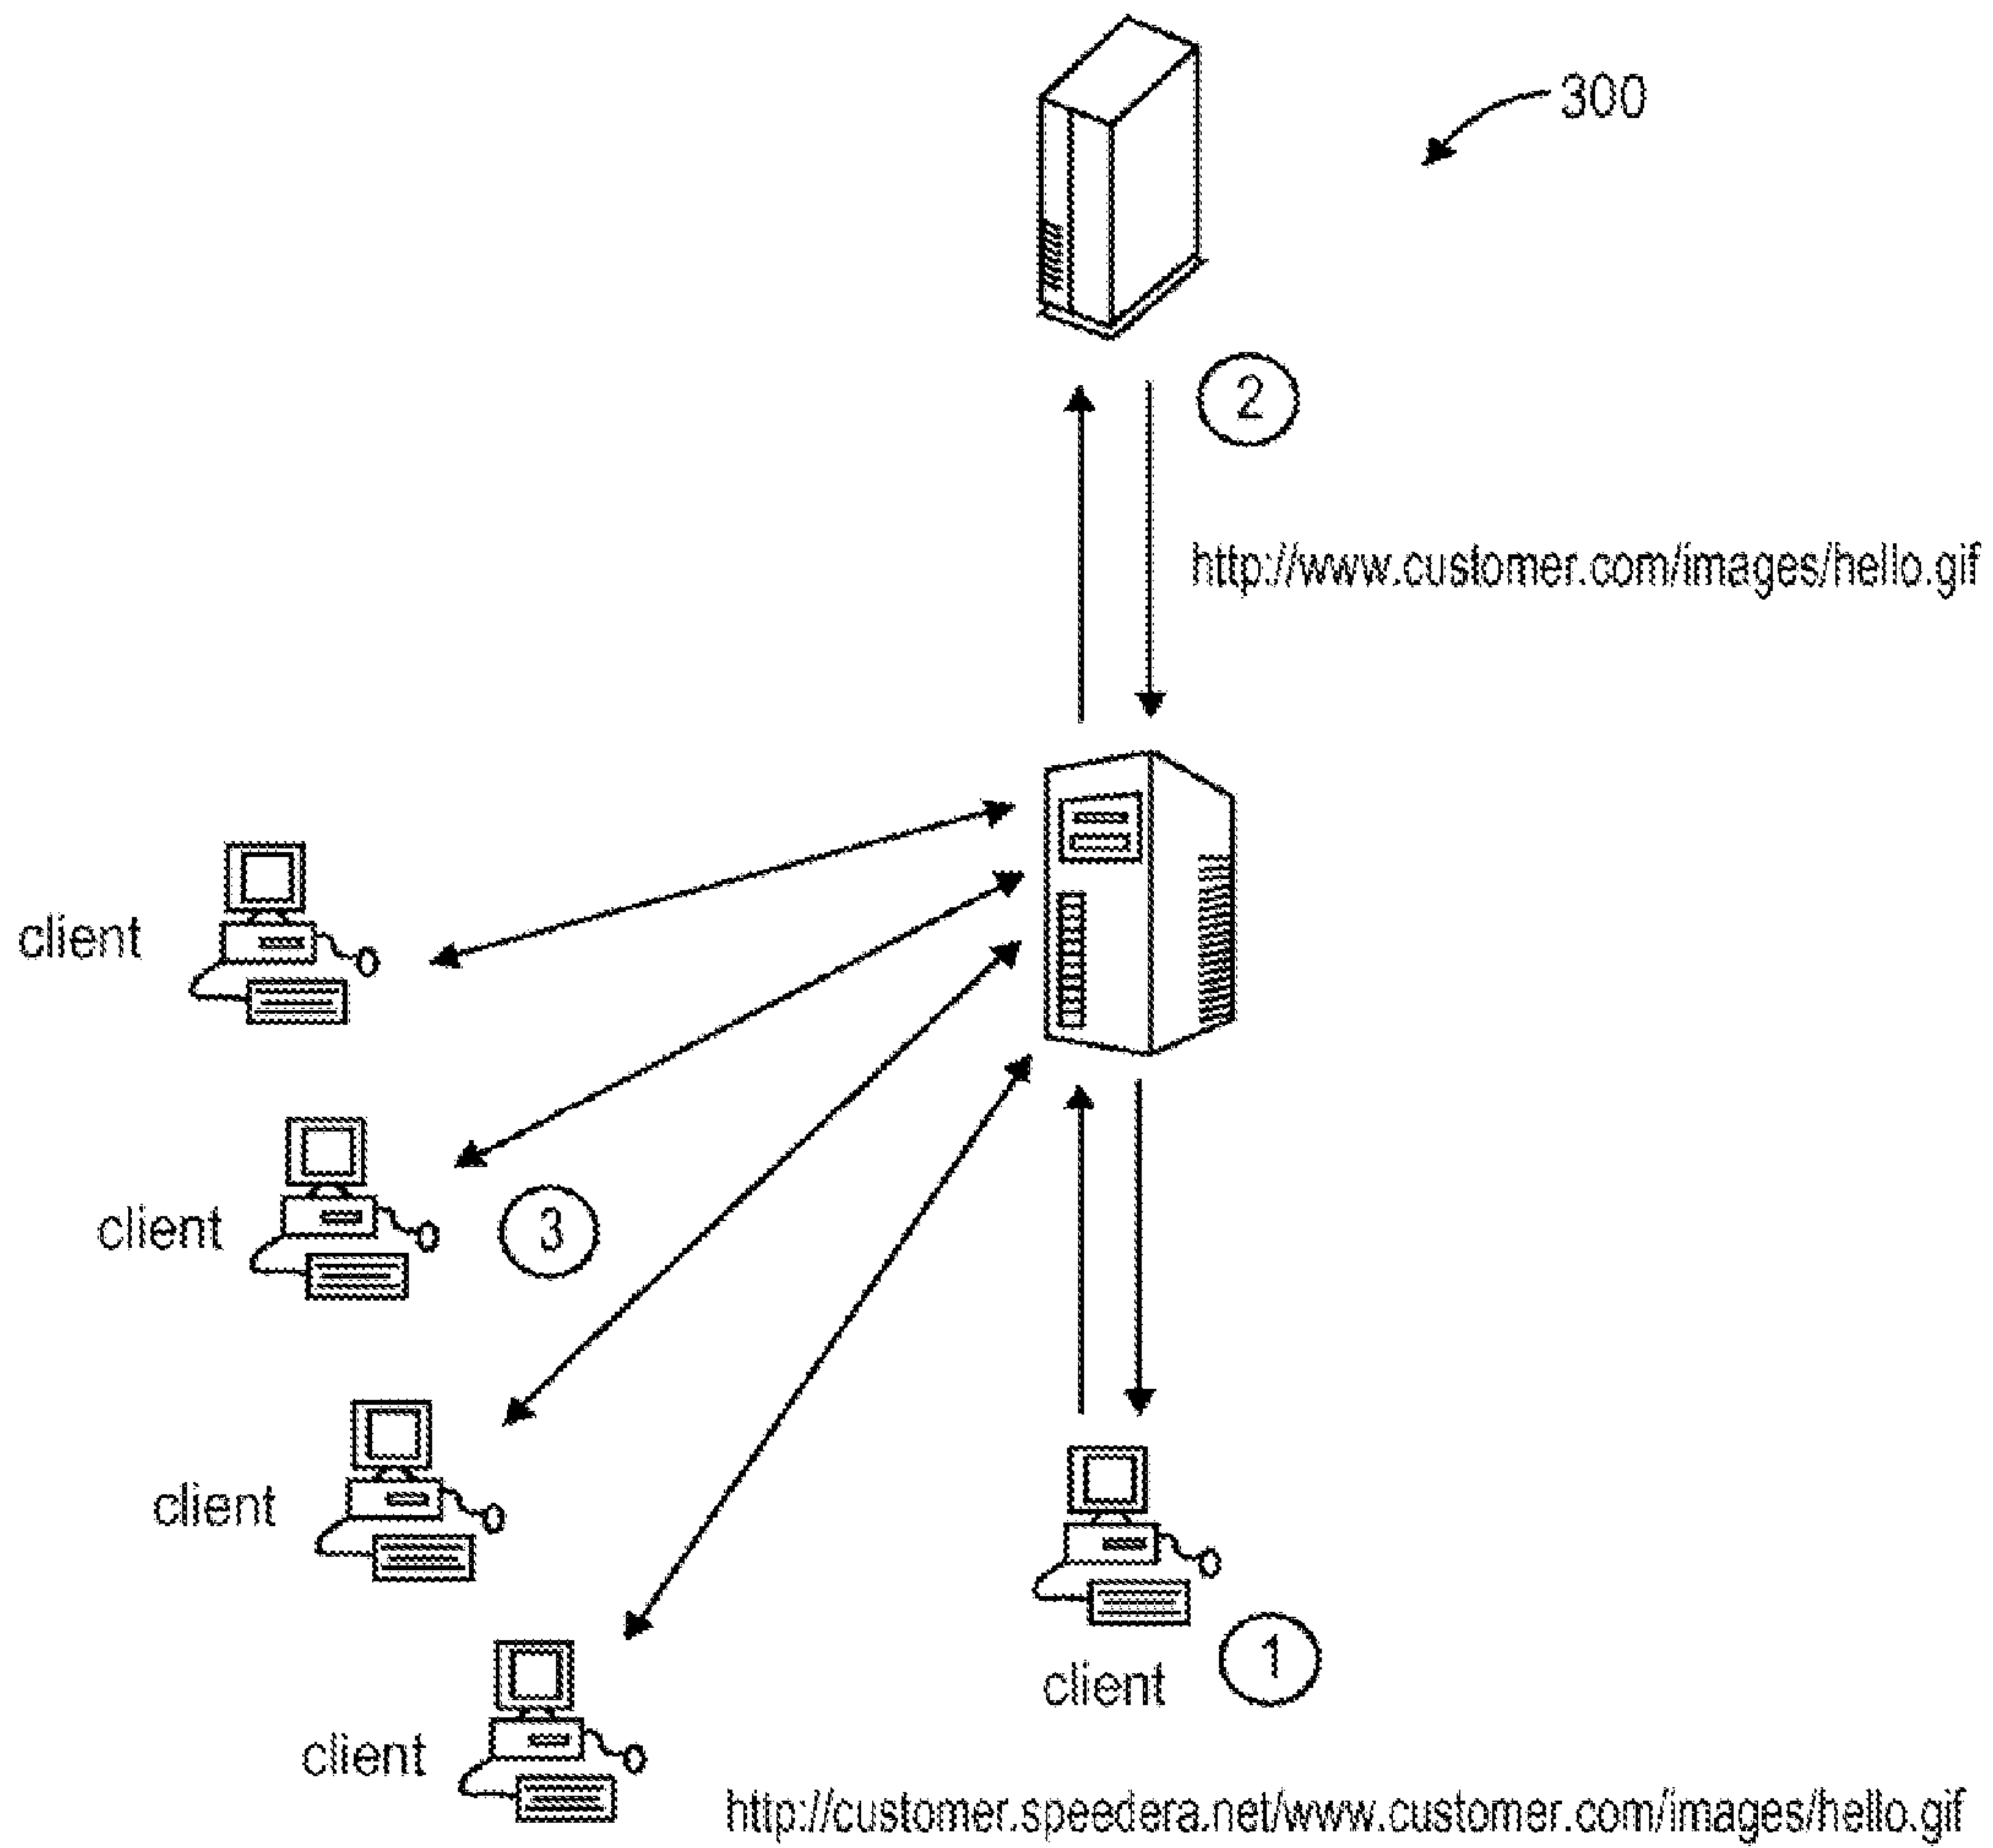 300
2
http://www.customer.com/images/hello.gif
client
client
3
client
client
1
client
http://customer.speedera.net/www.customer.com/images/hello.gif